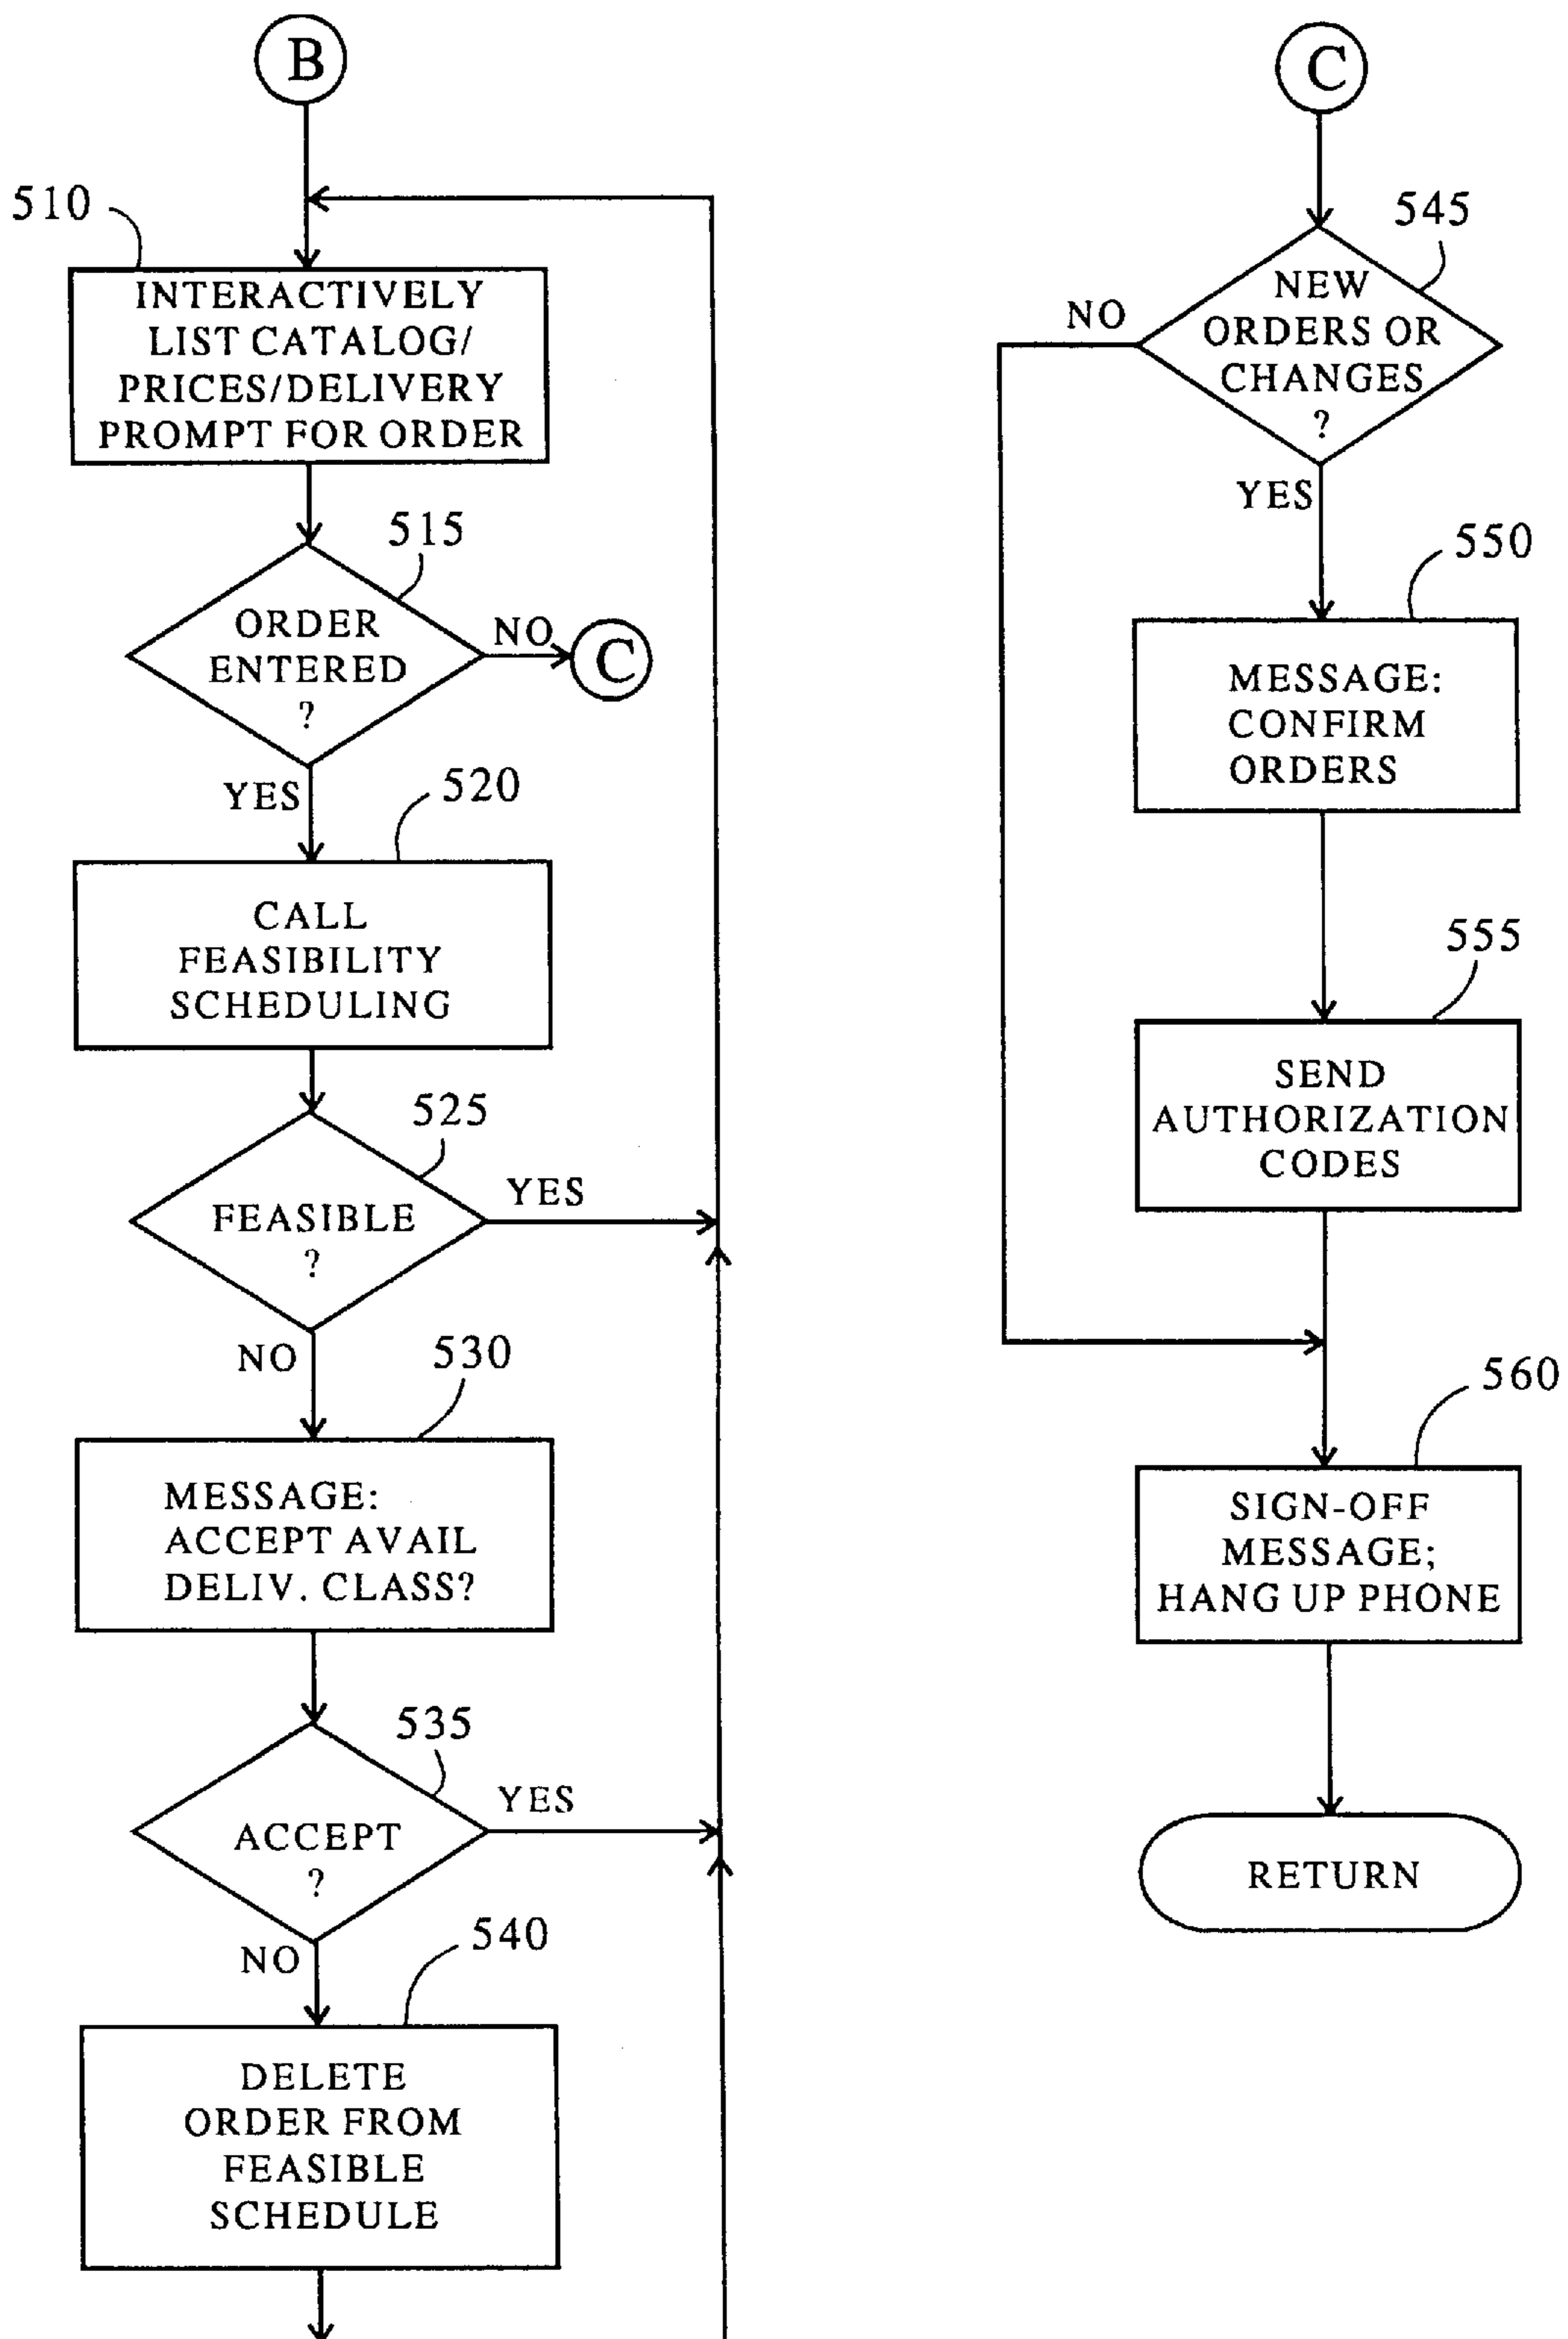 B
510
INTERACTIVELY
LIST CATALOG/
PRICES/DELIVERY
PROMPT FOR ORDER
515
ORDER
ENTERED
?
NO
C
YES
520
CALL
FEASIBILITY
SCHEDULING
525
FEASIBLE
?
YES
NO
530
MESSAGE:
ACCEPT AVAIL
DELIV. CLASS?
535
ACCEPT
?
YES
NO
540
DELETE
ORDER FROM
FEASIBLE
SCHEDULE
C
545
NEW
ORDERS OR
CHANGES
?
NO
YES
550
MESSAGE:
CONFIRM
ORDERS
555
SEND
AUTHORIZATION
CODES
560
SIGN-OFF
MESSAGE;
HANG UP PHONE
RETURN